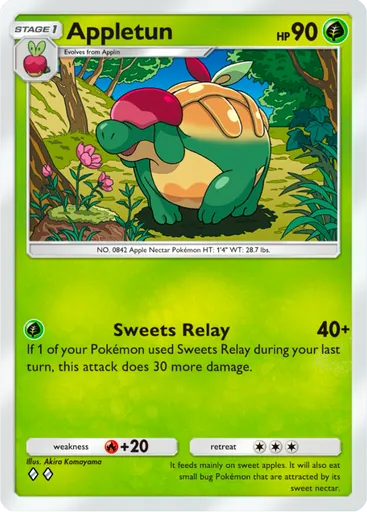 STAGE 1
Appletun
HP 90
Evolves from Applin
NO. 0842 Apple Nectar Pokémon HT: 1'4" WT: 28.7 lbs.
Sweets Relay 40+
If 1 of your Pokémon used Sweets Relay during your last
turn, this attack does 30 more damage.
weakness +20
retreat
Illus. Akira Komayama
It feeds mainly on sweet apples. It will also eat
small bug Pokémon that are attracted by its
sweet nectar.